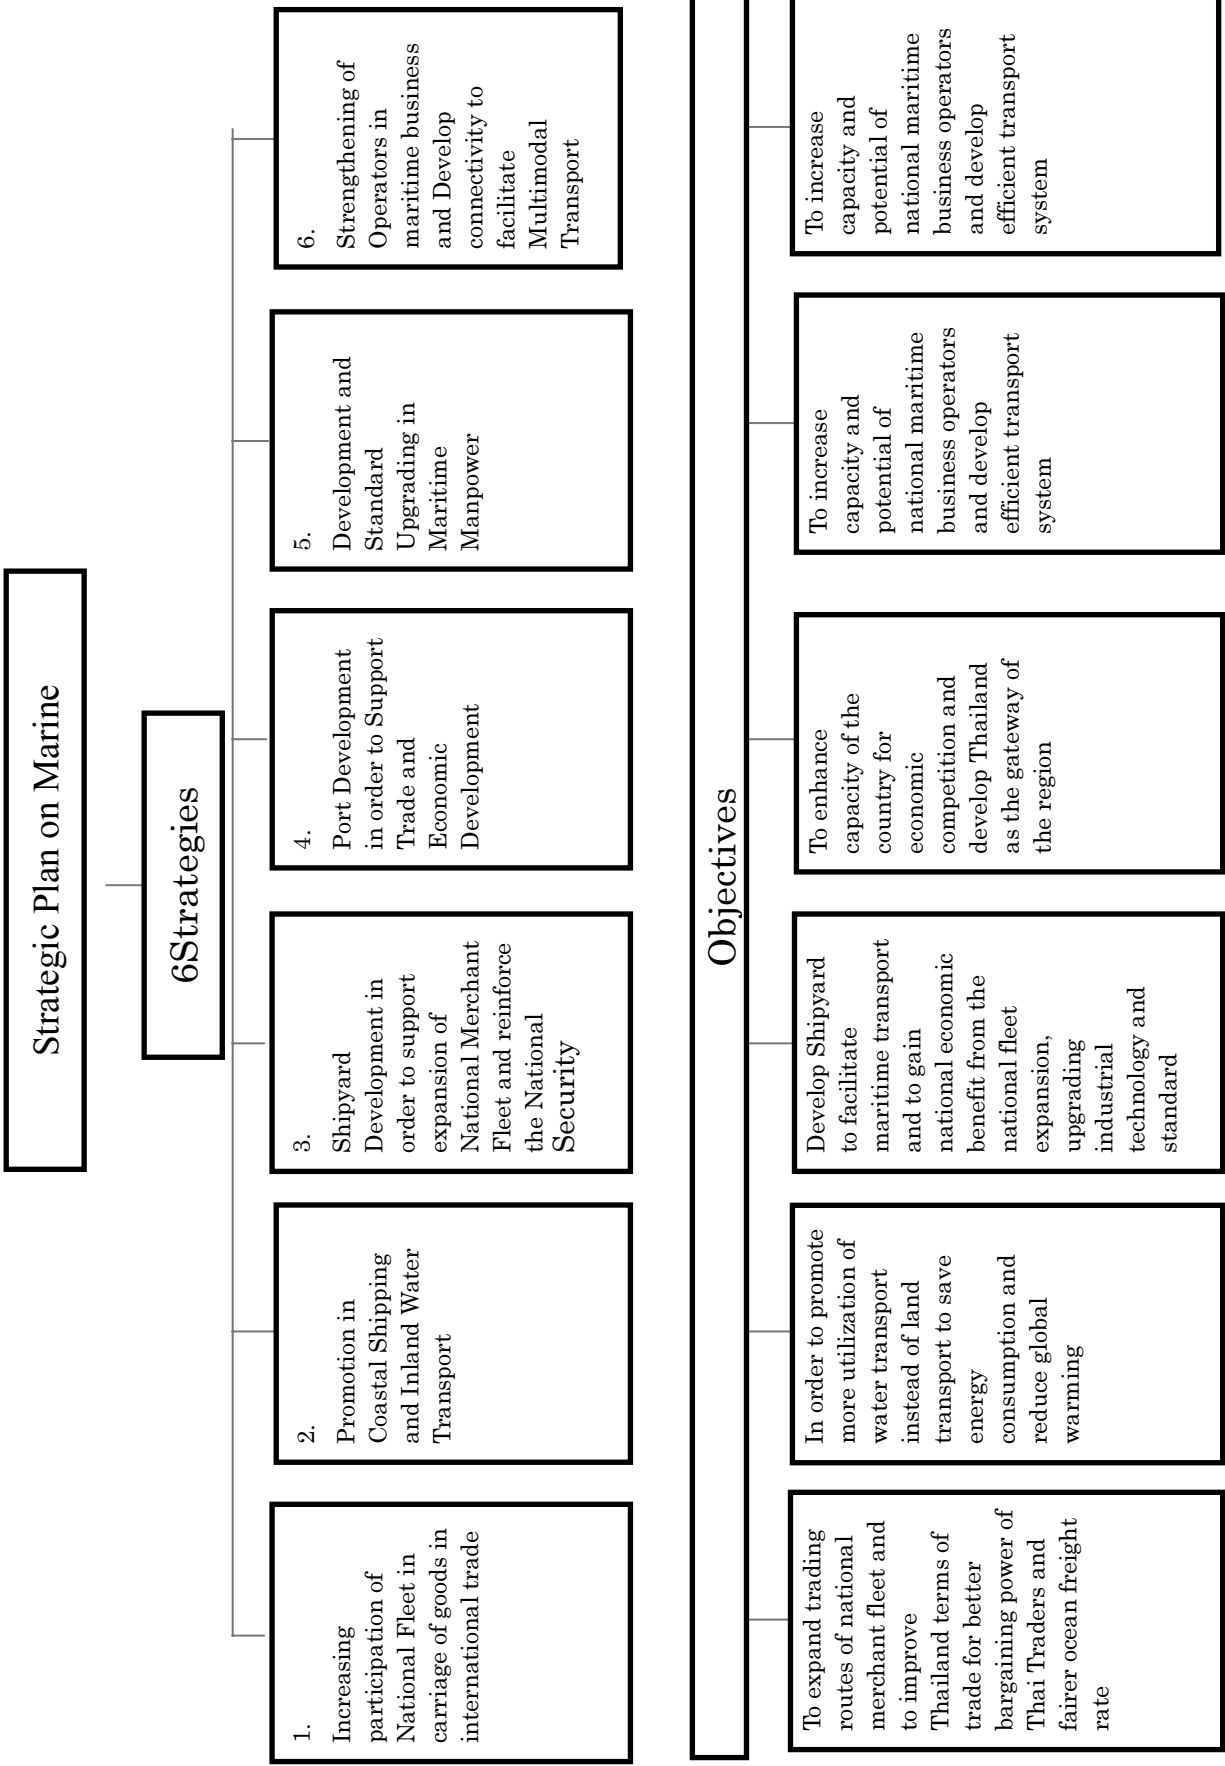 Strategic Plan on Marine
6Strategies
1.
Increasing
participation of
National Fleet in
carriage of goods in
international trade
2.
Promotion in
Coastal Shipping
and Inland Water
Transport
3.
Shipyard
Development in
order to support
expansion of
National Merchant
Fleet and reinforce
the National
Security
4.
Port Development
in order to Support
Trade and
Economic
Development
5.
Development and
Standard
Upgrading in
Maritime
Manpower
6.
Strengthening of
Operators in
maritime business
and Develop
connectivity to
facilitate
Multimodal
Transport
Objectives
To expand trading
routes of national
merchant fleet and
to improve
Thailand terms of
trade for better
bargaining power of
Thai Traders and
fairer ocean freight
rate
In order to promote
more utilization of
water transport
instead of land
transport to save
energy
consumption and
reduce global
warming
Develop Shipyard
to facilitate
maritime transport
and to gain
national economic
benefit from the
national fleet
expansion,
upgrading
industrial
technology and
standard
To enhance
capacity of the
country for
economic
competition and
develop Thailand
as the gateway of
the region
To increase
capacity and
potential of
national maritime
business operators
and develop
efficient transport
system
To increase
capacity and
potential of
national maritime
business operators
and develop
efficient transport
system